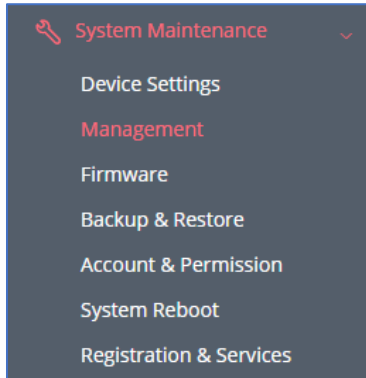 System Maintenance
Device Settings
Management
Firmware
Backup & Restore
Account & Permission
System Reboot
Registration & Services